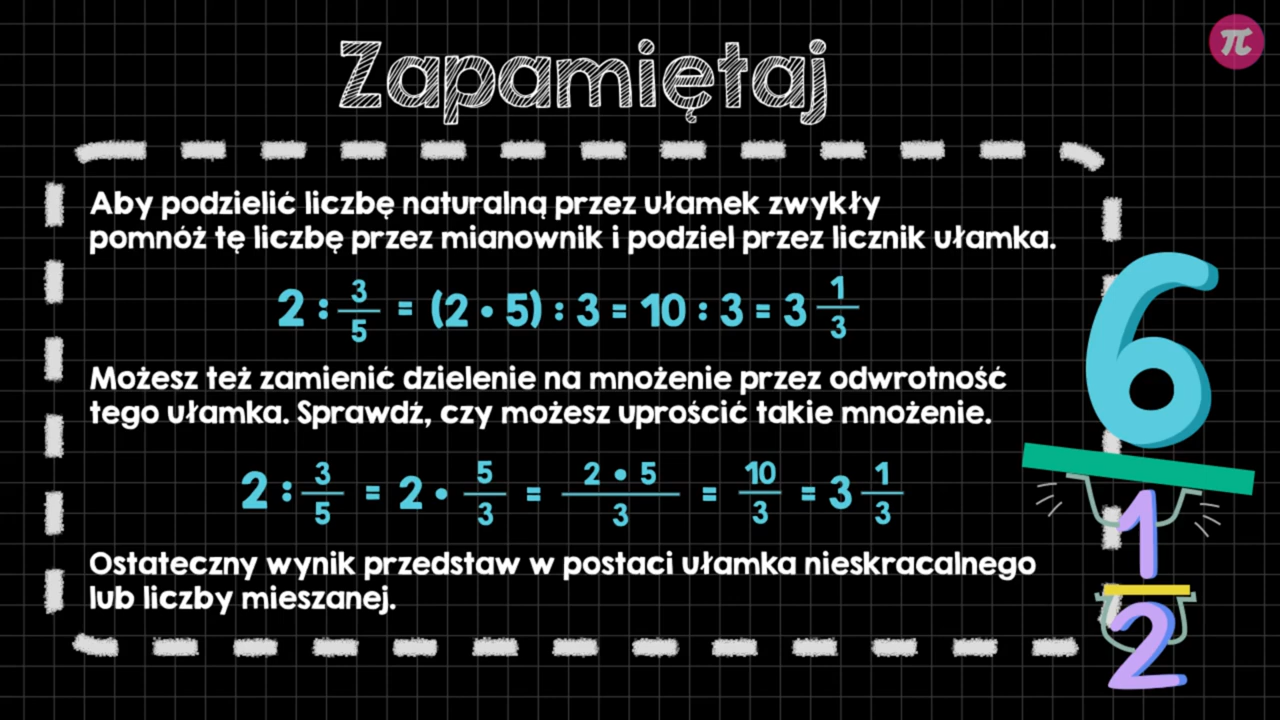 π
Zapamiętaj
Aby podzielić liczbę naturalną przez ułamek zwykły
pomnóż tę liczbę przez mianownik i podziel przez licznik ułamka.
2 : 3/5 = (2 • 5) : 3 = 10 : 3 = 3 1/3
Możesz też zamienić dzielenie na mnożenie przez odwrotność
tego ułamka. Sprawdź, czy możesz uprościć takie mnożenie.
2 : 3/5 = 2 • 5/3 = 2 • 5/3 = 10/3 = 3 1/3
Ostateczny wynik przedstaw w postaci ułamka nieskracalnego
lub liczby mieszanej.
6
1
2